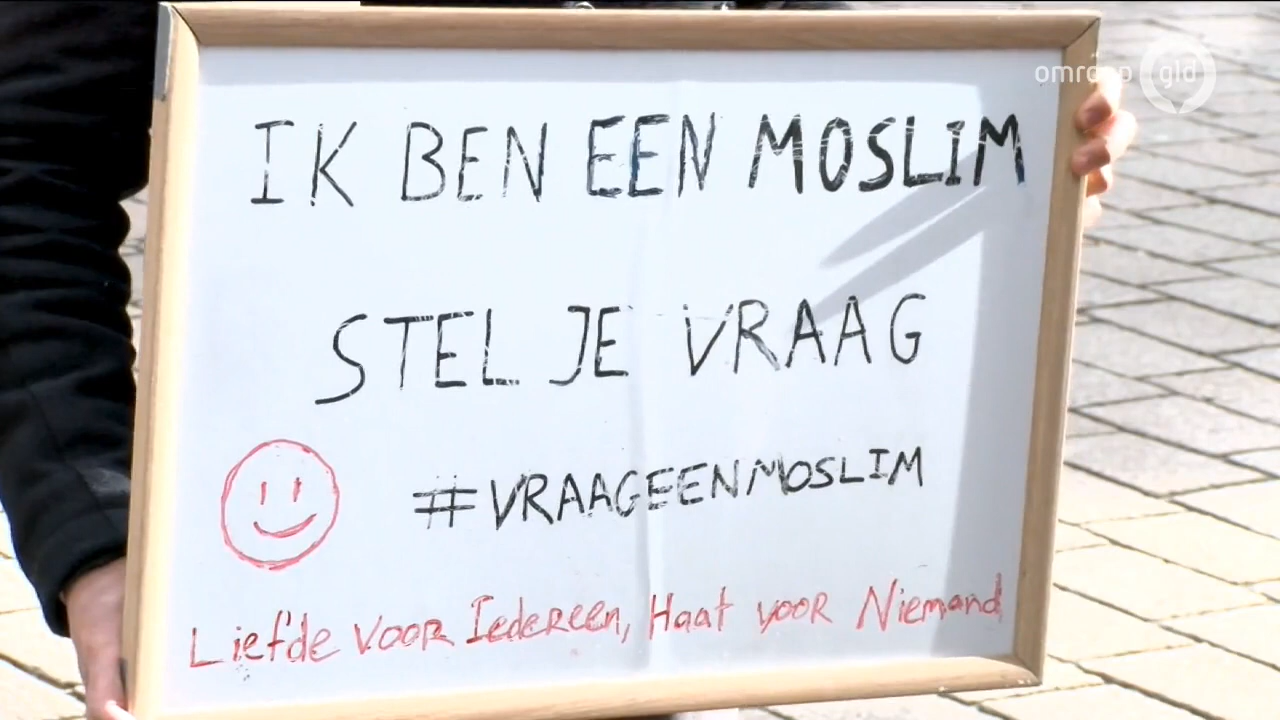 omroep gld
IK BEN EEN MOSLIM
STEL JE VRAAG
#VRAAGEENMOSLIM
Liefde voor Iedereen, Haat voor Niemand